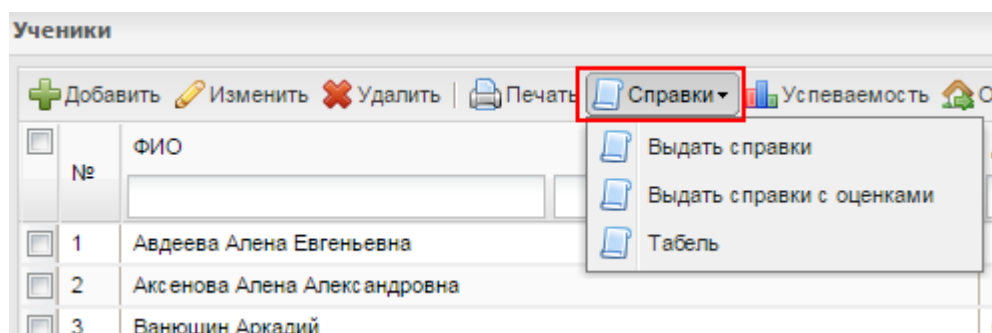 Ученики
Добавить Изменить Удалить | Печать Справки Успеваемость О
№ ФИО
Выдать справки
Выдать справки с оценками
Табель
1 Авдеева Алена Евгеньевна
2 Аксенова Алена Александровна
3 Ванюшин Аркадий